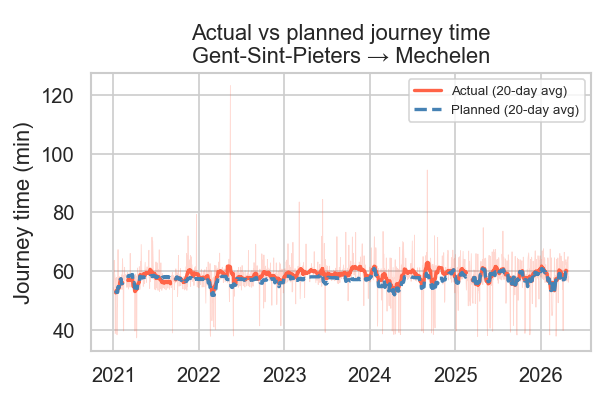 Actual vs planned journey time
Gent-Sint-Pieters → Mechelen
Actual (20-day avg)
Planned (20-day avg)
Journey time (min)
120
100
80
60
40
2021 2022 2023 2024 2025 2026